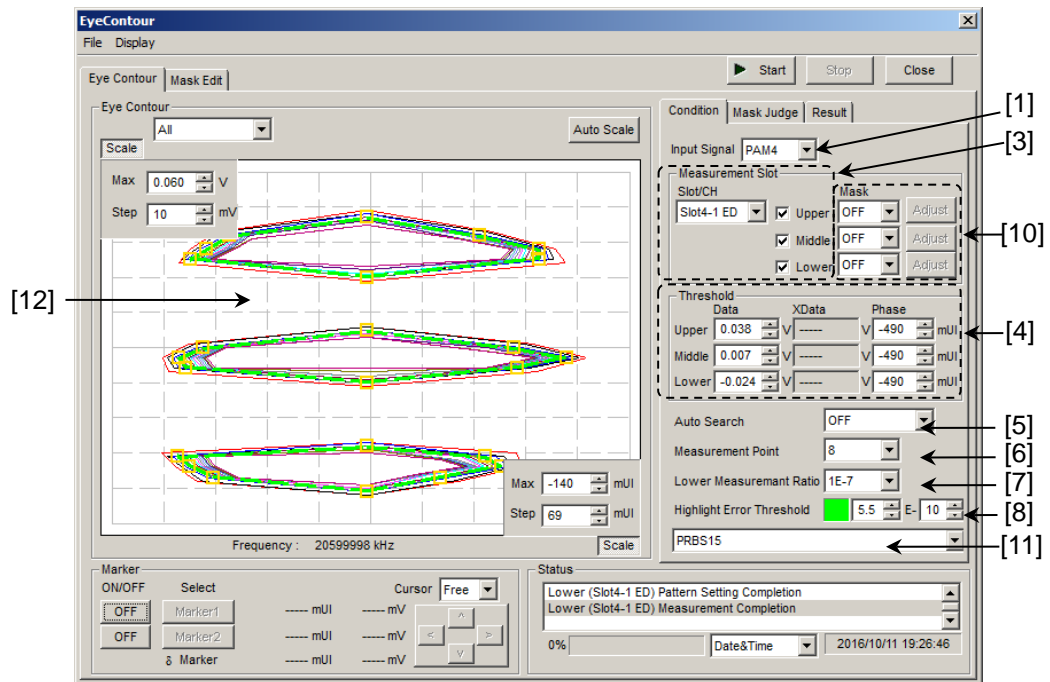 EyeContour
File Display
Start Stop Close
Eye Contour Mask Edit
Eye Contour
All
Auto Scale
Scale
Max 0.060 V
Step 10 mV
Max -140 mUI
Step 69 mUI
Frequency : 20599998 kHz
Scale
Condition Mask Judge Result
Input Signal PAM4
Measurement Slot
Slot/CH
Mask
Slot4-1 ED Upper OFF Adjust
Middle OFF Adjust
Lower OFF Adjust
Threshold
Data XData Phase
Upper 0.038 V ----- V -490 mUI
Middle 0.007 V ----- V -490 mUI
Lower -0.024 V ----- V -490 mUI
Auto Search OFF
Measurement Point 8
Lower Measuremant Ratio 1E-7
Highlight Error Threshold 5.5 E- 10
PRBS15
Marker
ON/OFF Select Cursor Free
OFF Marker1 ----- mUI ----- mV
OFF Marker2 ----- mUI ----- mV
δ Marker ----- mUI ----- mV
^
< >
v
Status
Lower (Slot4-1 ED) Pattern Setting Completion
Lower (Slot4-1 ED) Measurement Completion
0% Date&Time 2016/10/11 19:26:46
[1]
[3]
[10]
[12]
[4]
[5]
[6]
[7]
[8]
[11]